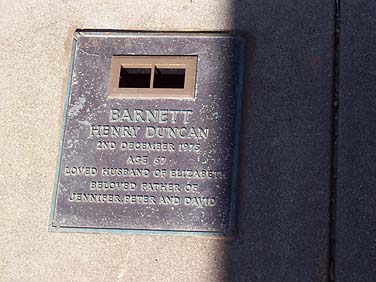 BARNETT
HENRY DUNCAN
2ND DECEMBER 1975
AGE 67
LOVED HUSBAND OF ELIZABETH
BELOVED FATHER OF
JENNIFER, PETER AND DAVID